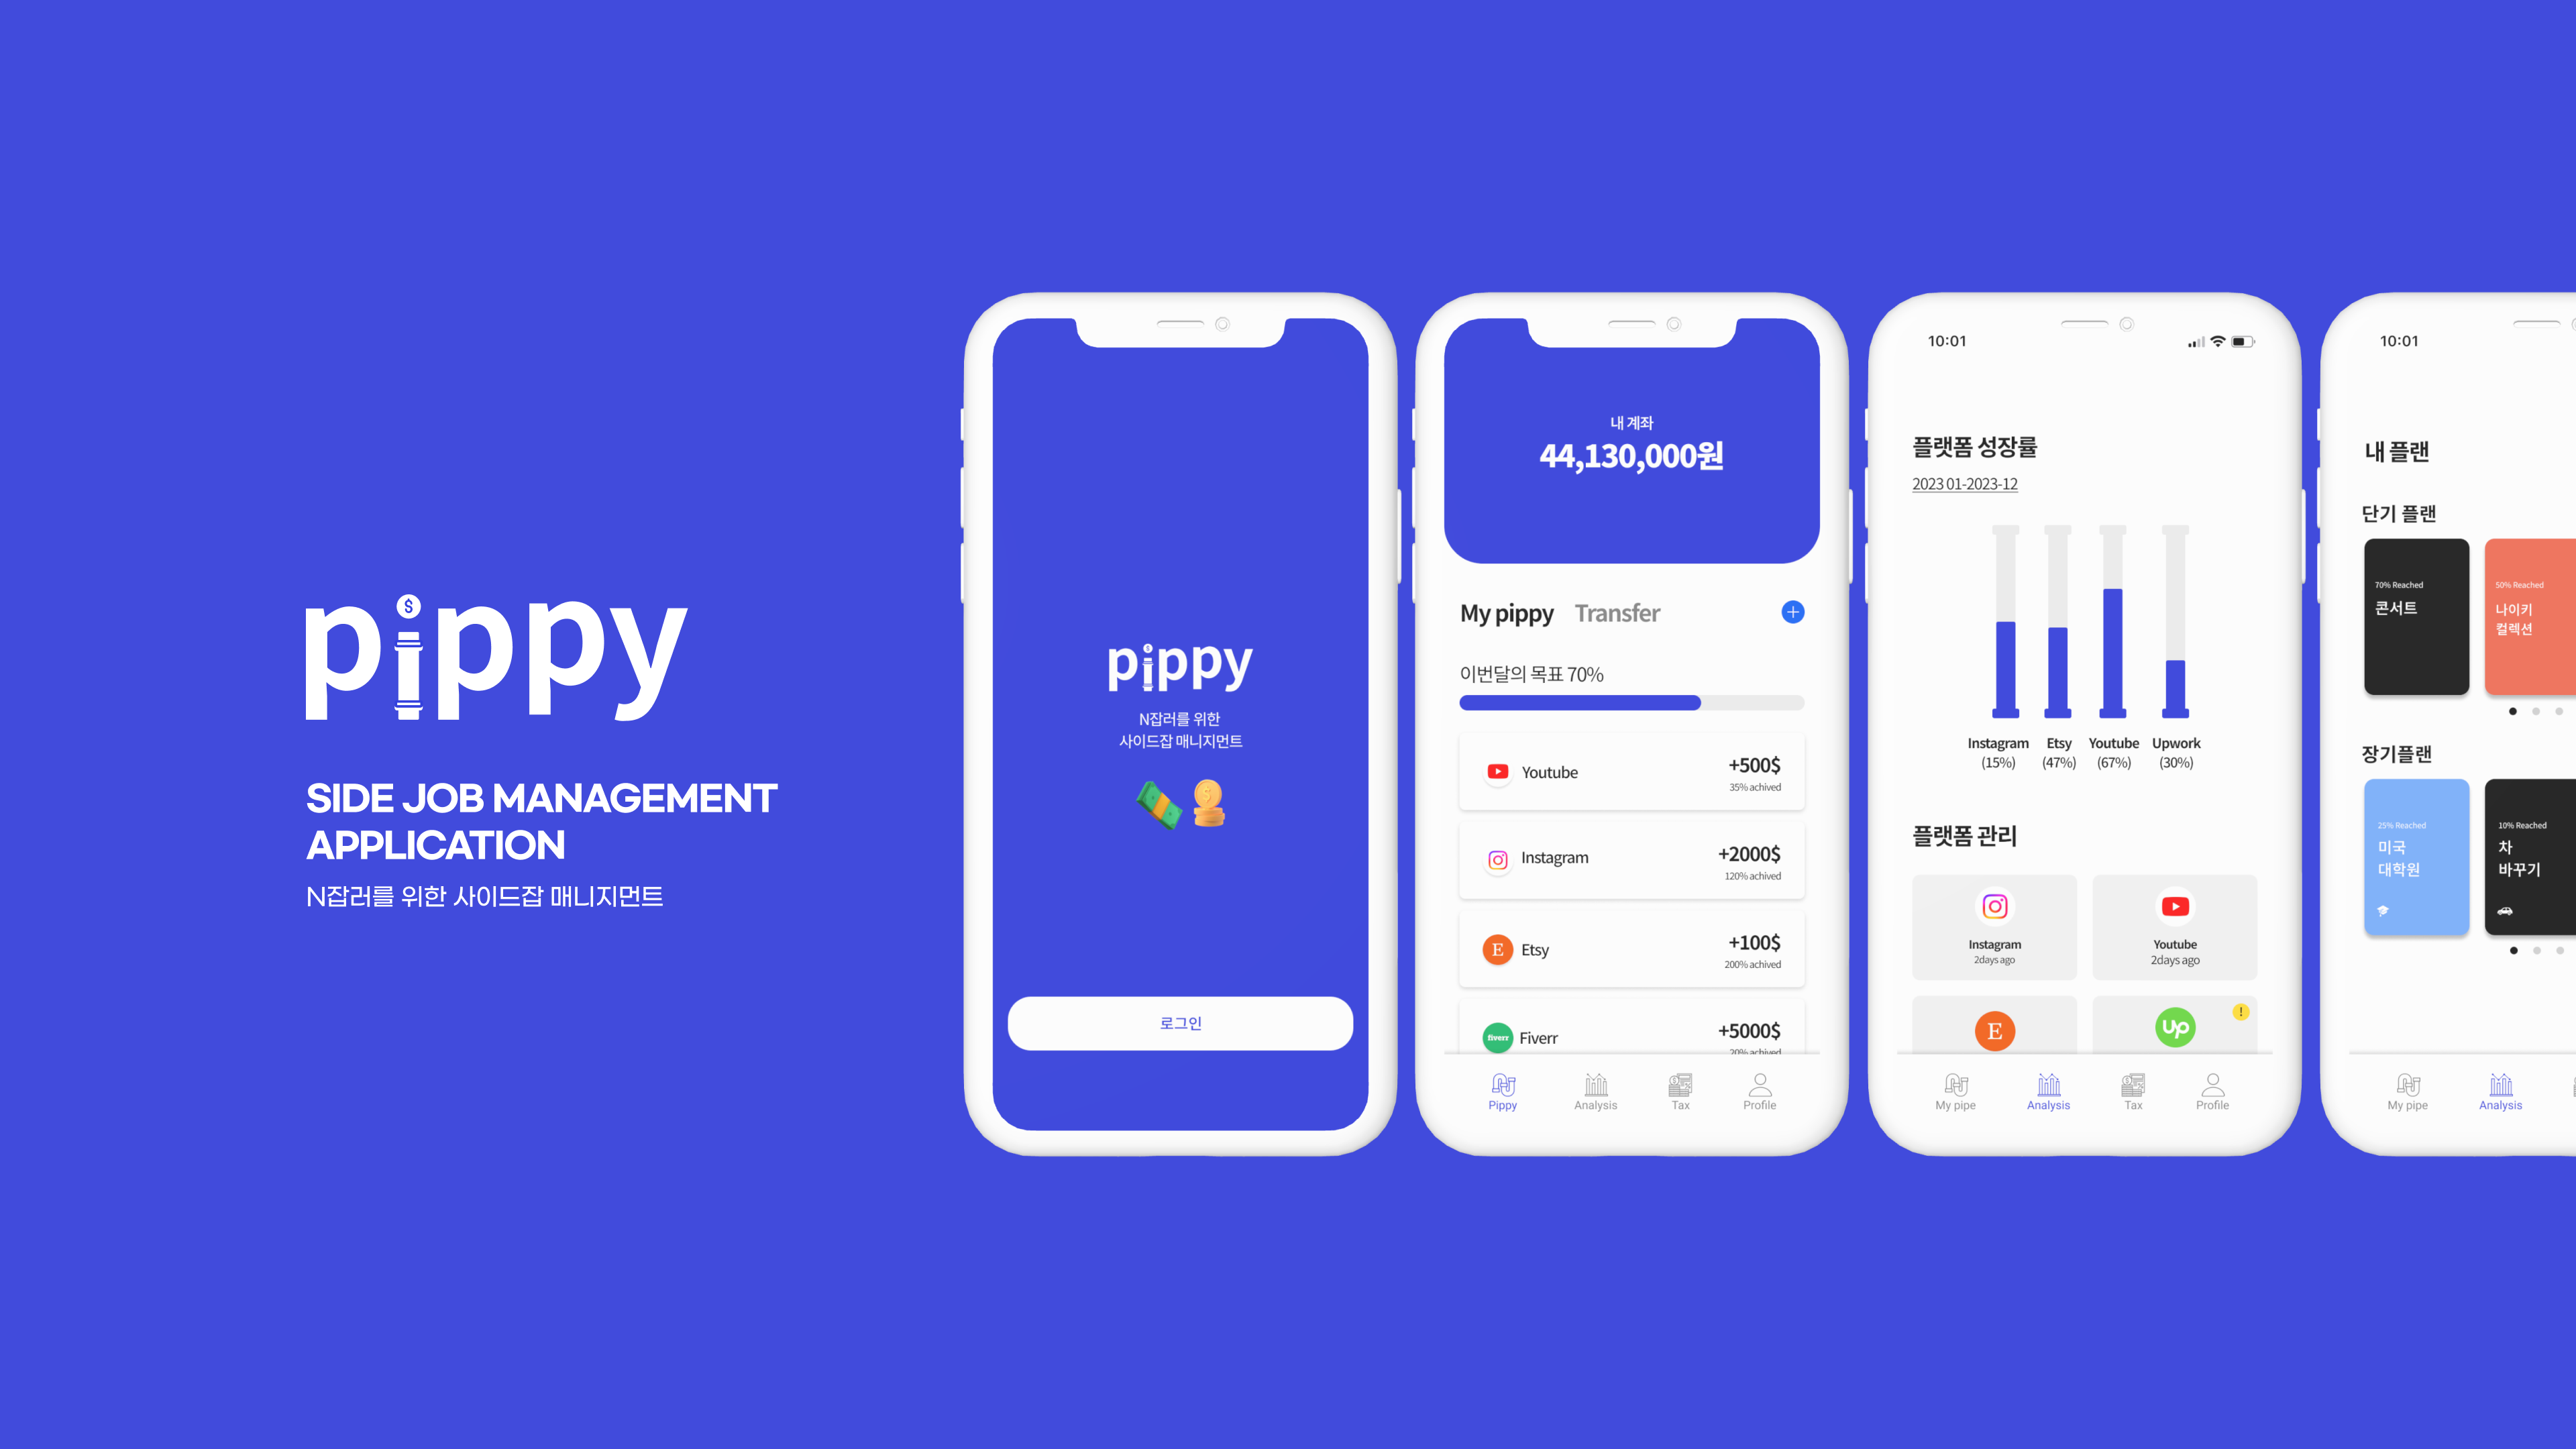 pippy
SIDE JOB MANAGEMENT
APPLICATION
N잡러를 위한 사이드잡 매니지먼트
pippy
N잡러를 위한
사이드잡 매니지먼트
로그인
내 계좌
44,130,000원
My pippy Transfer
이번달의 목표 70%
Youtube +500$
35% achived
Instagram +2000$
120% achived
Etsy +100$
200% achived
fiverr Fiverr +5000$
20% achived
Pippy Analysis Tax Profile
10:01
플랫폼 성장률
2023 01-2023-12
Instagram Etsy Youtube Upwork
(15%) (47%) (67%) (30%)
플랫폼 관리
Instagram Youtube
2days ago 2days ago
E up !
My pipe Analysis Tax Profile
10:01
내 플랜
단기 플랜
70% Reached
콘서트
50% Reached
나이키
컬렉션
장기플랜
25% Reached
미국
대학원
10% Reached
차
바꾸기
My pipe Analysis